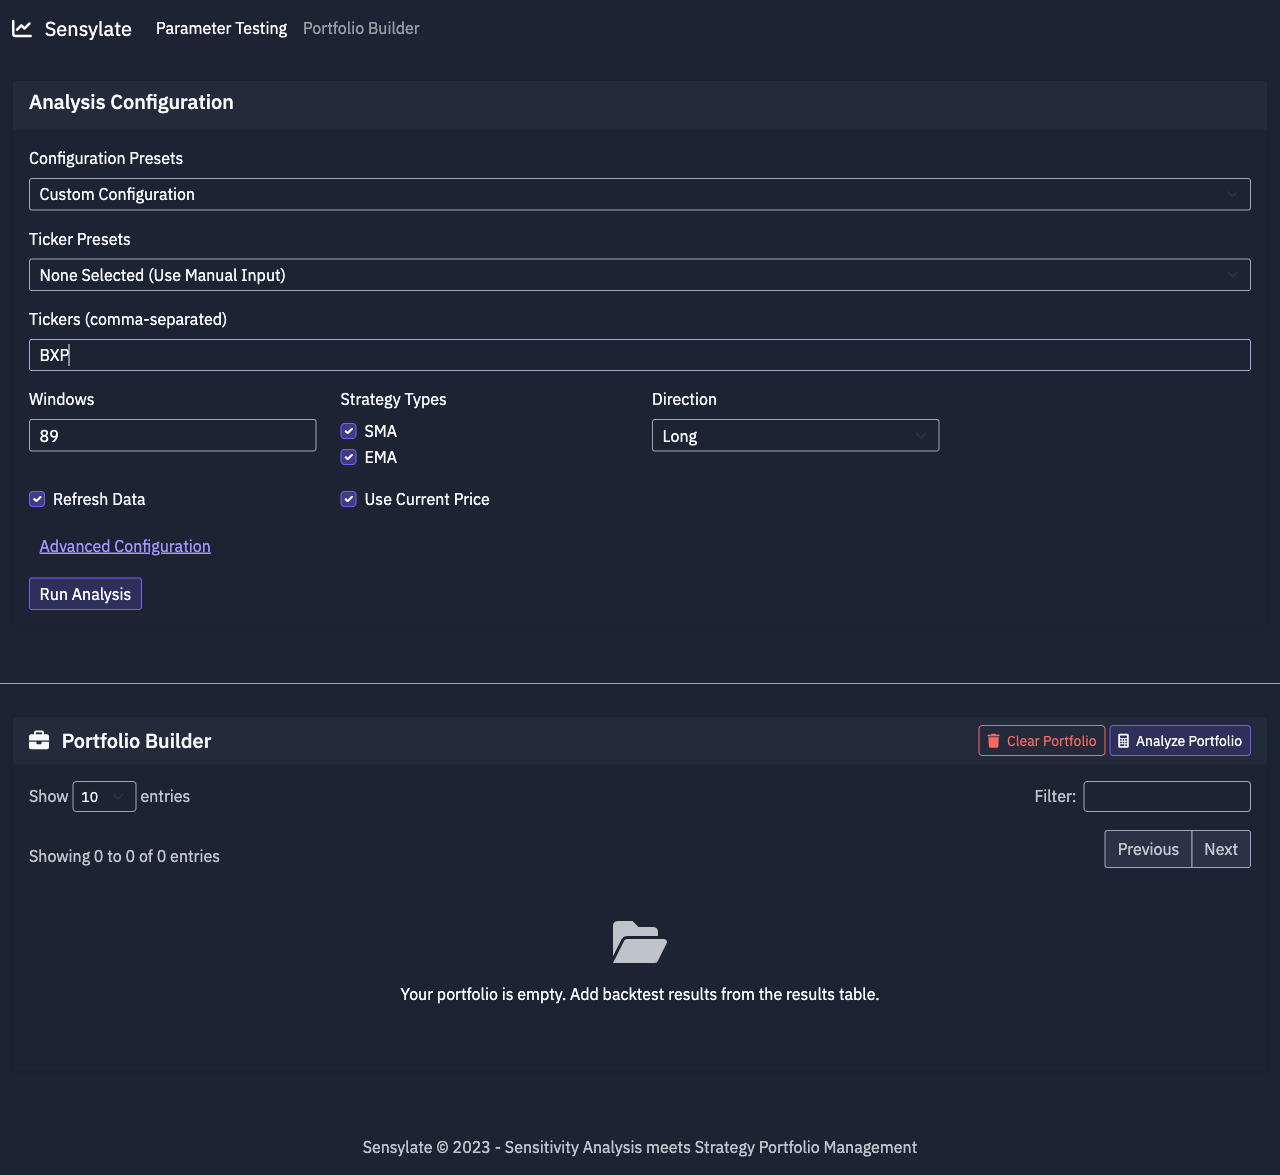 Sensylate Parameter Testing Portfolio Builder
Analysis Configuration
Configuration Presets
Custom Configuration
Ticker Presets
None Selected (Use Manual Input)
Tickers (comma-separated)
BXP
Windows Strategy Types Direction
89 SMA Long
EMA
Refresh Data Use Current Price
Advanced Configuration
Run Analysis
Portfolio Builder Clear Portfolio Analyze Portfolio
Show 10 entries Filter:
Showing 0 to 0 of 0 entries Previous Next
Your portfolio is empty. Add backtest results from the results table.
Sensylate © 2023 - Sensitivity Analysis meets Strategy Portfolio Management